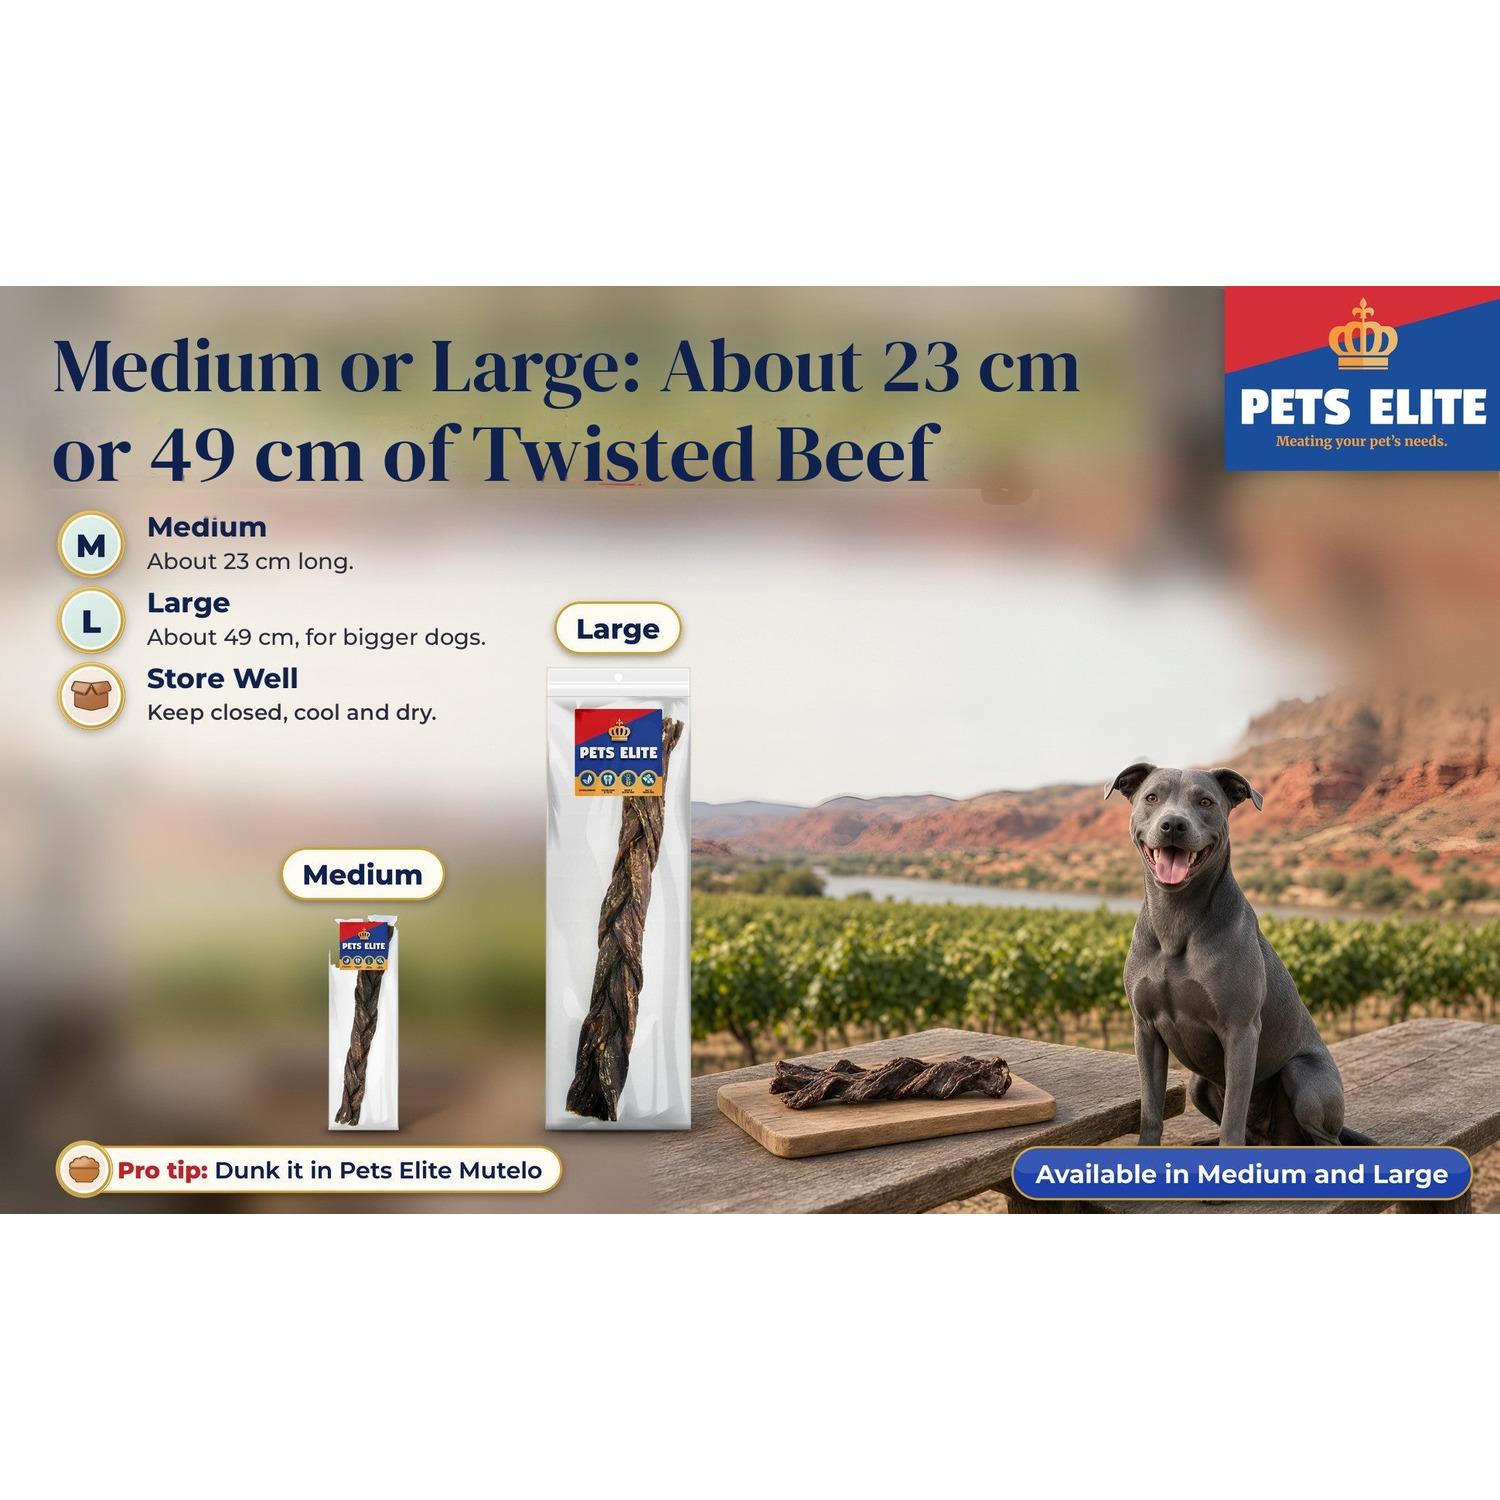 Medium or Large: About 23 cm
or 49 cm of Twisted Beef
PETS ELITE
Meating your pet's needs.
M
Medium
About 23 cm long.
L
Large
About 49 cm, for bigger dogs.
Store Well
Keep closed, cool and dry.
Large
PETS ELITE
Medium
PETS ELITE
Pro tip: Dunk it in Pets Elite Mutelo
Available in Medium and Large